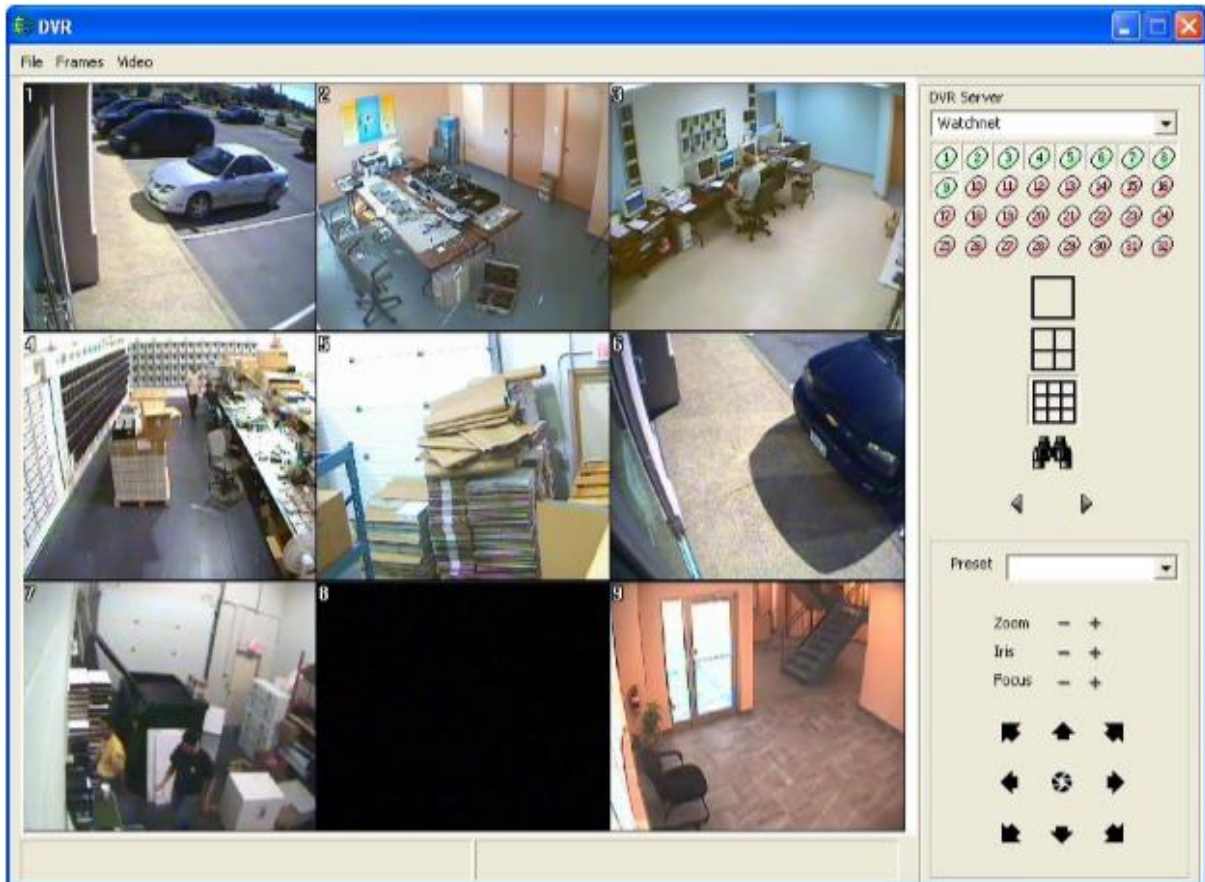 DVR
File Frames Video
1
2
3
4
5
6
7
8
9
DVR Server
Watchnet
1 2 3 4 5 6 7 8
9 10 11 12 13 14 15 16
17 18 19 20 21 22 23 24
25 26 27 28 29 30 31 32
Preset
Zoom - +
Iris - +
Focus - +